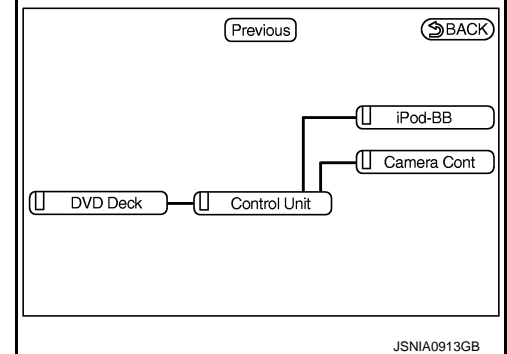 Previous
BACK
iPod-BB
Camera Cont
DVD Deck
Control Unit
JSNIA0913GB